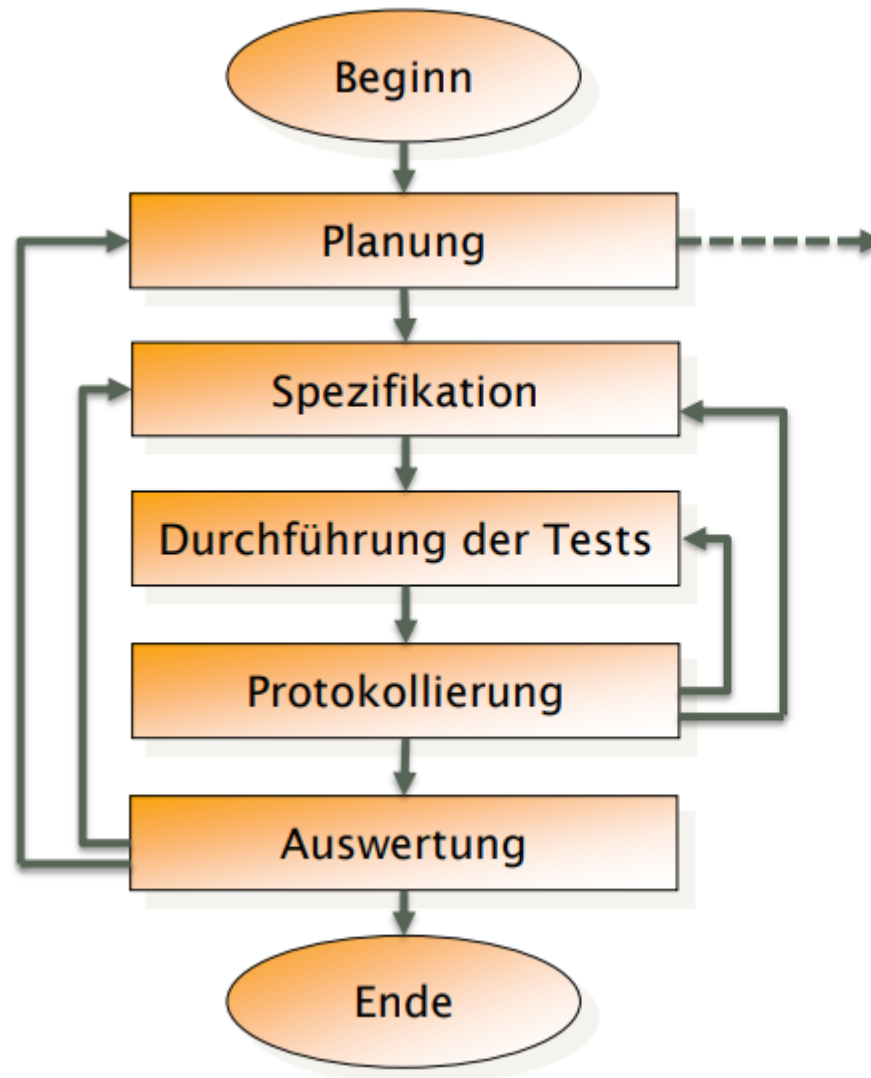 Beginn
Planung
Spezifikation
Durchführung der Tests
Protokollierung
Auswertung
Ende